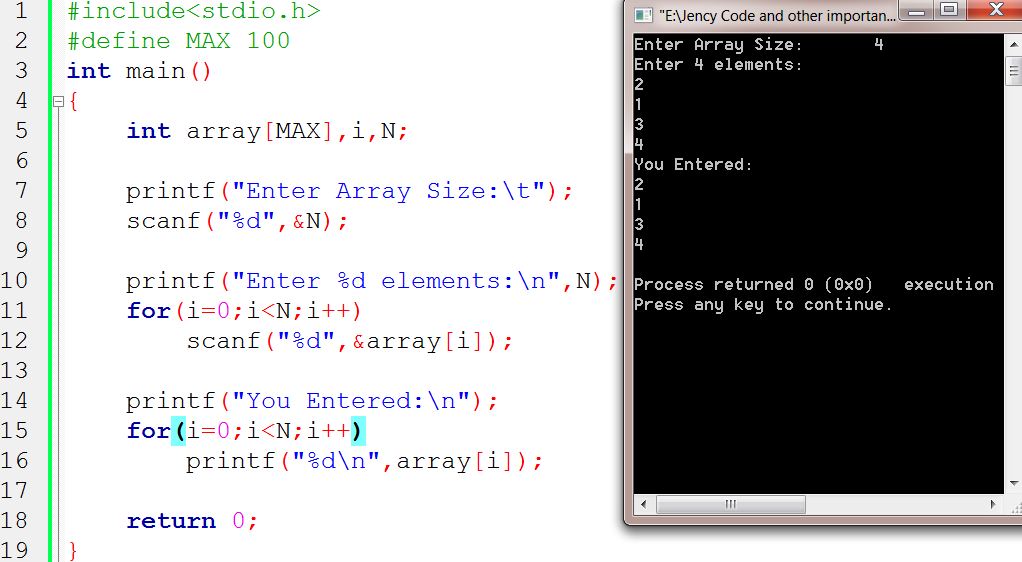 1 #include<stdio.h>
2 #define MAX 100
3 int main()
4 {
5 int array[MAX],i,N;
6
7 printf("Enter Array Size:\t");
8 scanf("%d",&N);
9
10 printf("Enter %d elements:\n",N);
11 for(i=0;i<N;i++)
12 scanf("%d",&array[i]);
13
14 printf("You Entered:\n");
15 for(i=0;i<N;i++)
16 printf("%d\n",array[i]);
17
18 return 0;
19 }
"E:\Jency Code and other importan...
Enter Array Size: 4
Enter 4 elements:
2
1
3
4
You Entered:
2
1
3
4
Process returned 0 (0x0) execution
Press any key to continue.